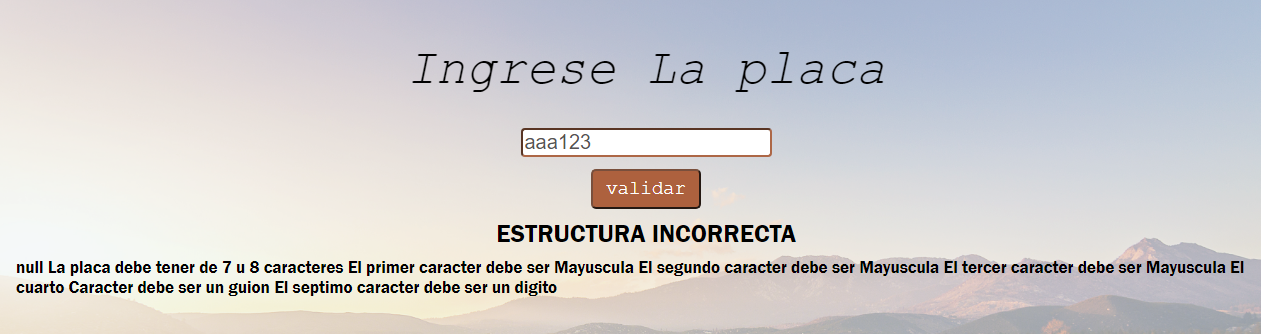 Ingrese La placa
aaa123
validar
ESTRUCTURA INCORRECTA
null La placa debe tener de 7 u 8 caracteres El primer caracter debe ser Mayuscula El segundo caracter debe ser Mayuscula El tercer caracter debe ser Mayuscula El
cuarto Caracter debe ser un guion El septimo caracter debe ser un digito